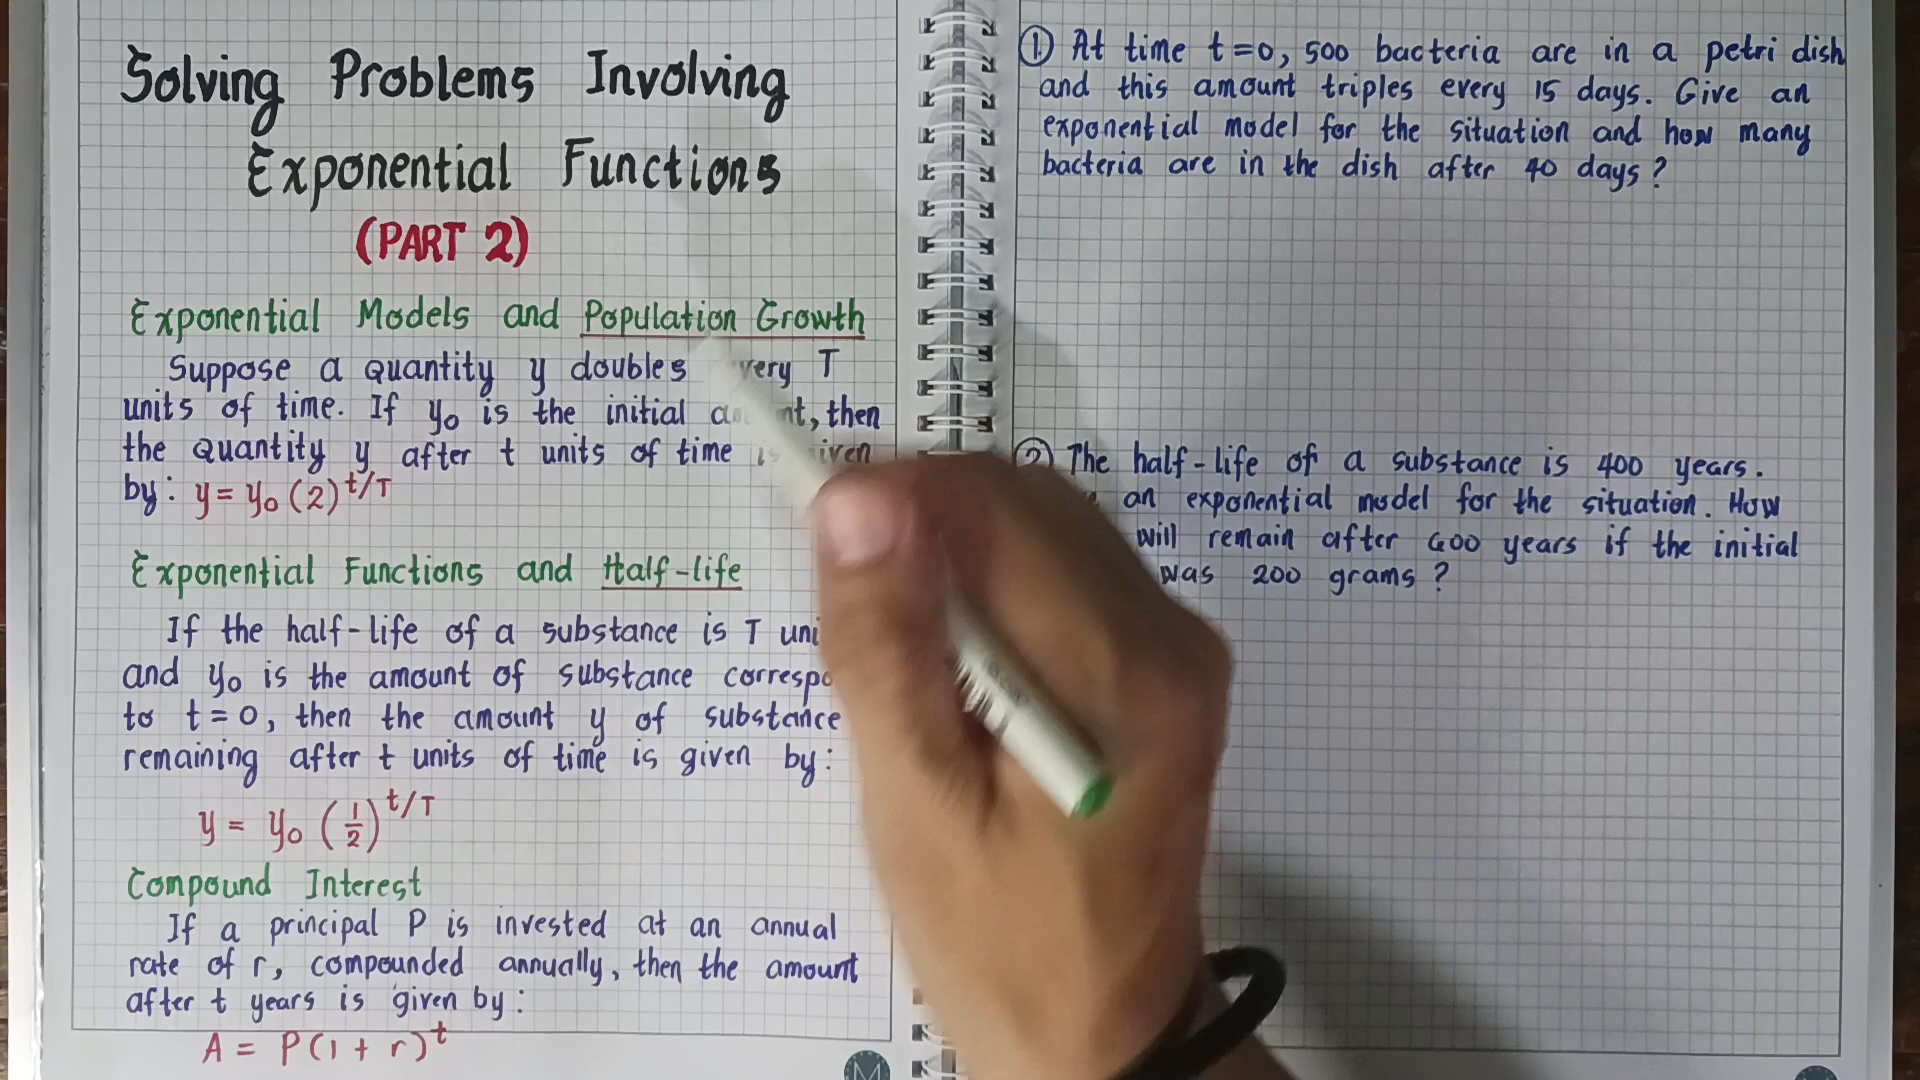 Solving Problems Involving
Exponential Functions
(PART 2)
Exponential Models and Population Growth
Suppose a quantity y doubles T
units of time. If y₀ is the initial then
the quantity y after t units of time is
by: y = y₀ (2)^t/T
Exponential Functions and Half-life
If the half-life of a substance is T
and y₀ is the amount of substance
to t = 0, then the amount y of substance
remaining after t units of time is given by:
y = y₀ (1/2)^t/T
Compound Interest
If a principal P is invested at an annual
rate of r, compounded annually, then the amount
after t years is given by:
A = P(1 + r)^t
① At time t=0, 500 bacteria are in a petri dish
and this amount triples every 15 days. Give an
exponential model for the situation and how many
bacteria are in the dish after 40 days?
② The half-life of a substance is 400 years.
an exponential model for the situation. How
will remain after years if the initial
was 200 grams?